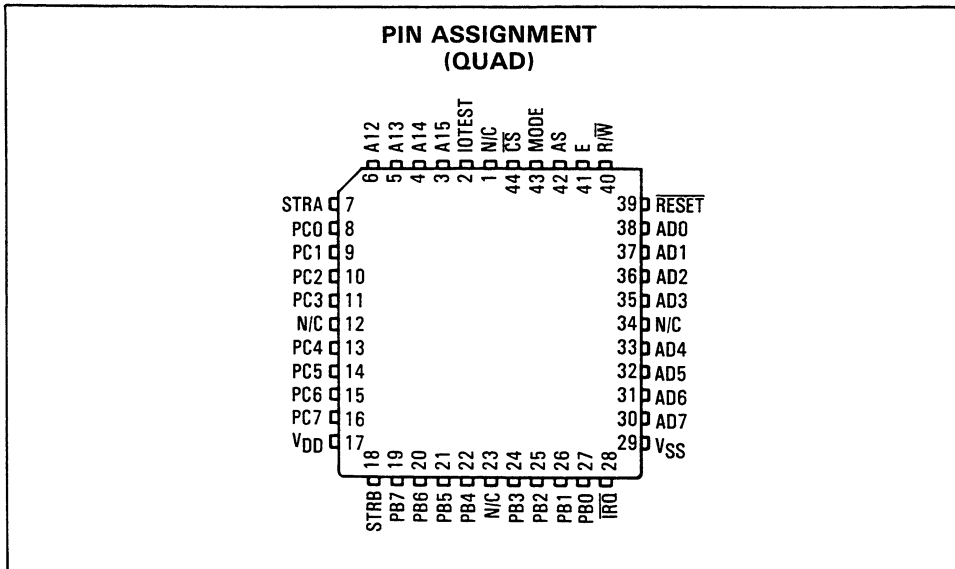 PIN ASSIGNMENT
(QUAD)
A12
A13
A14
A15
IOTEST
N/C
C̅S̅
MODE
AS
E
R/W̅
6
5
4
3
2
1
44
43
42
41
40
STRA 7
PC0 8
PC1 9
PC2 10
PC3 11
N/C 12
PC4 13
PC5 14
PC6 15
PC7 16
VDD 17
39 R̅E̅S̅E̅T̅
38 AD0
37 AD1
36 AD2
35 AD3
34 N/C
33 AD4
32 AD5
31 AD6
30 AD7
29 VSS
18
19
20
21
22
23
24
25
26
27
28
STRB
PB7
PB6
PB5
PB4
N/C
PB3
PB2
PB1
PB0
I̅R̅Q̅